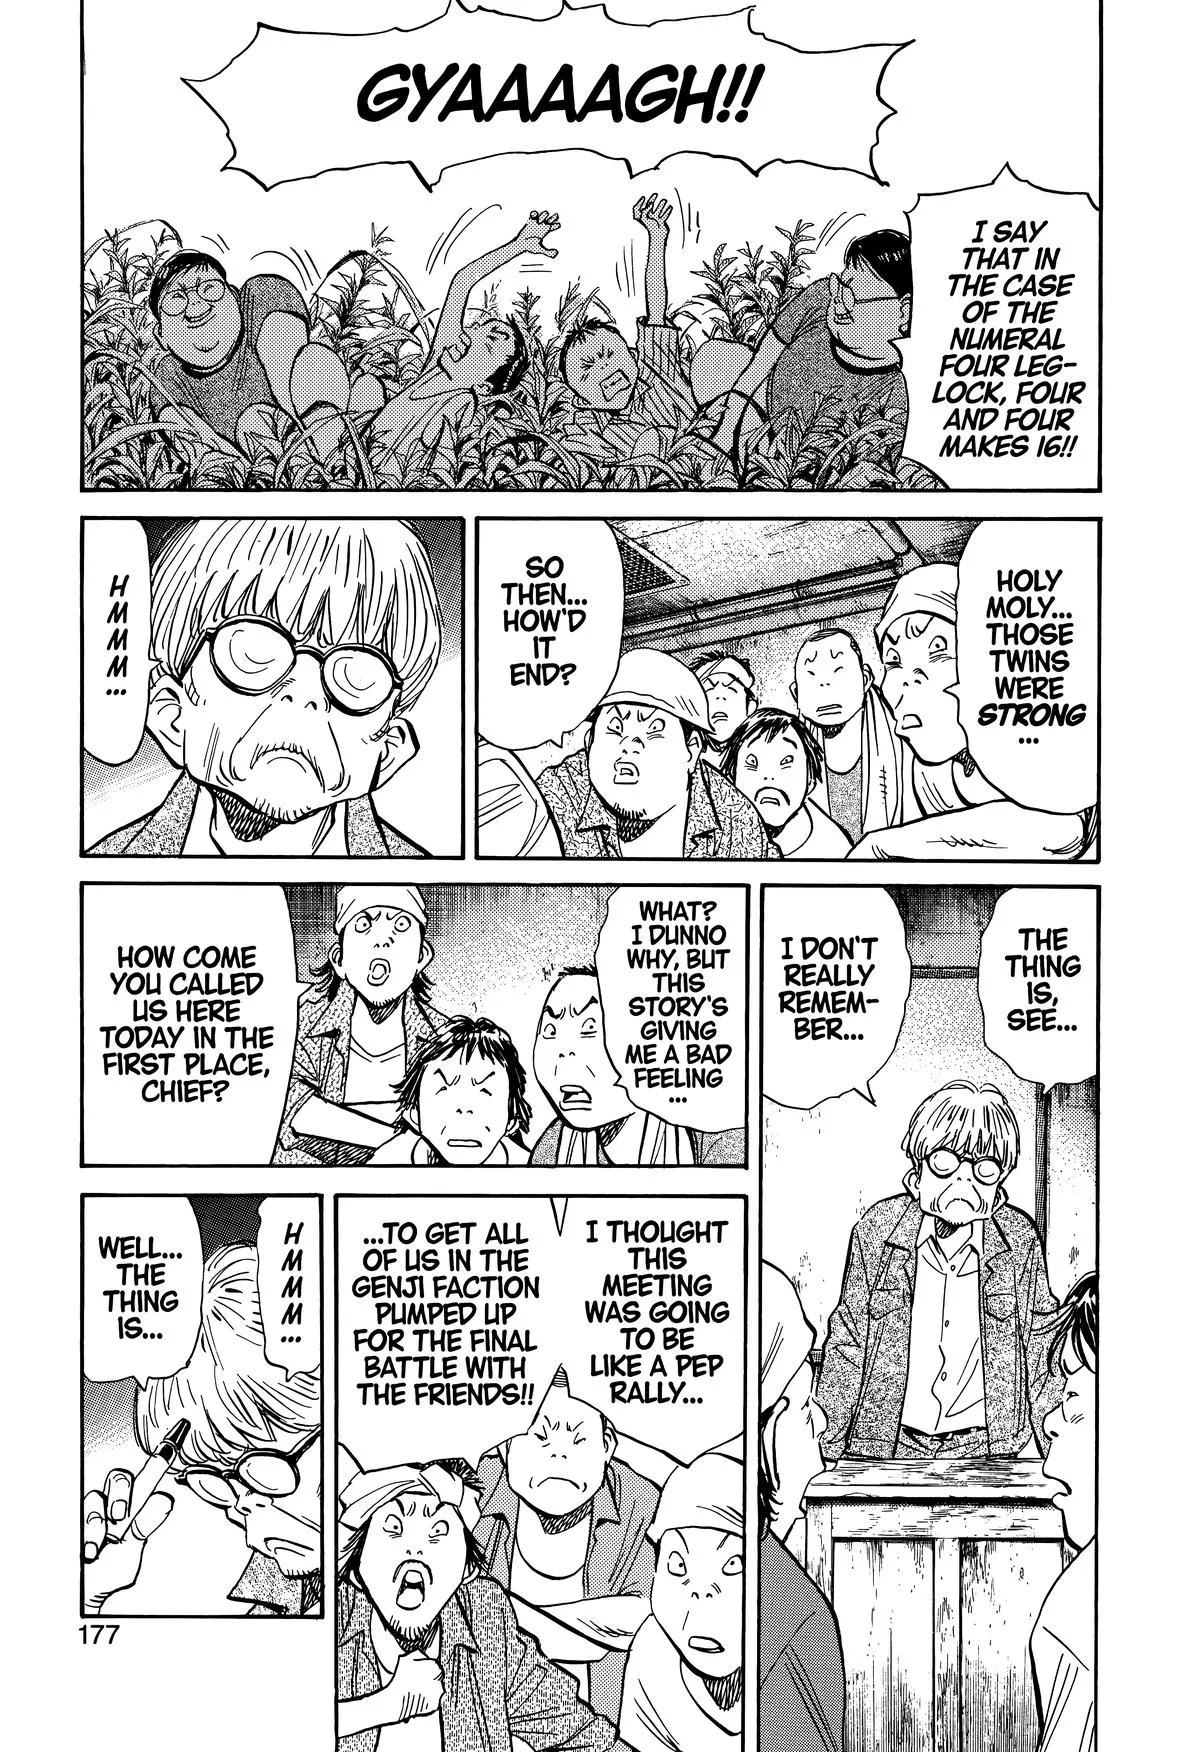 GYAAAAGH!!
I SAY
THAT IN
THE CASE
OF THE
NUMERAL
FOUR LEG-
LOCK, FOUR
AND FOUR
MAKES 16!!
HOLY
MOLY...
THOSE
TWINS
WERE
STRONG
...
SO
THEN...
HOW'D
IT
END?
HMMM...
THE
THING
IS,
SEE...
I DON'T
REALLY
REMEM-
BER...
WHAT?
I DUNNO
WHY, BUT
THIS
STORY'S
GIVING
ME A BAD
FEELING
...
HOW COME
YOU CALLED
US HERE
TODAY IN THE
FIRST PLACE,
CHIEF?
I THOUGHT
THIS
MEETING
WAS GOING
TO BE
LIKE A PEP
RALLY...
...TO GET ALL
OF US IN THE
GENJI FACTION
PUMPED UP
FOR THE FINAL
BATTLE WITH
THE FRIENDS!!
HMMM...
WELL...
THE
THING
IS...
177